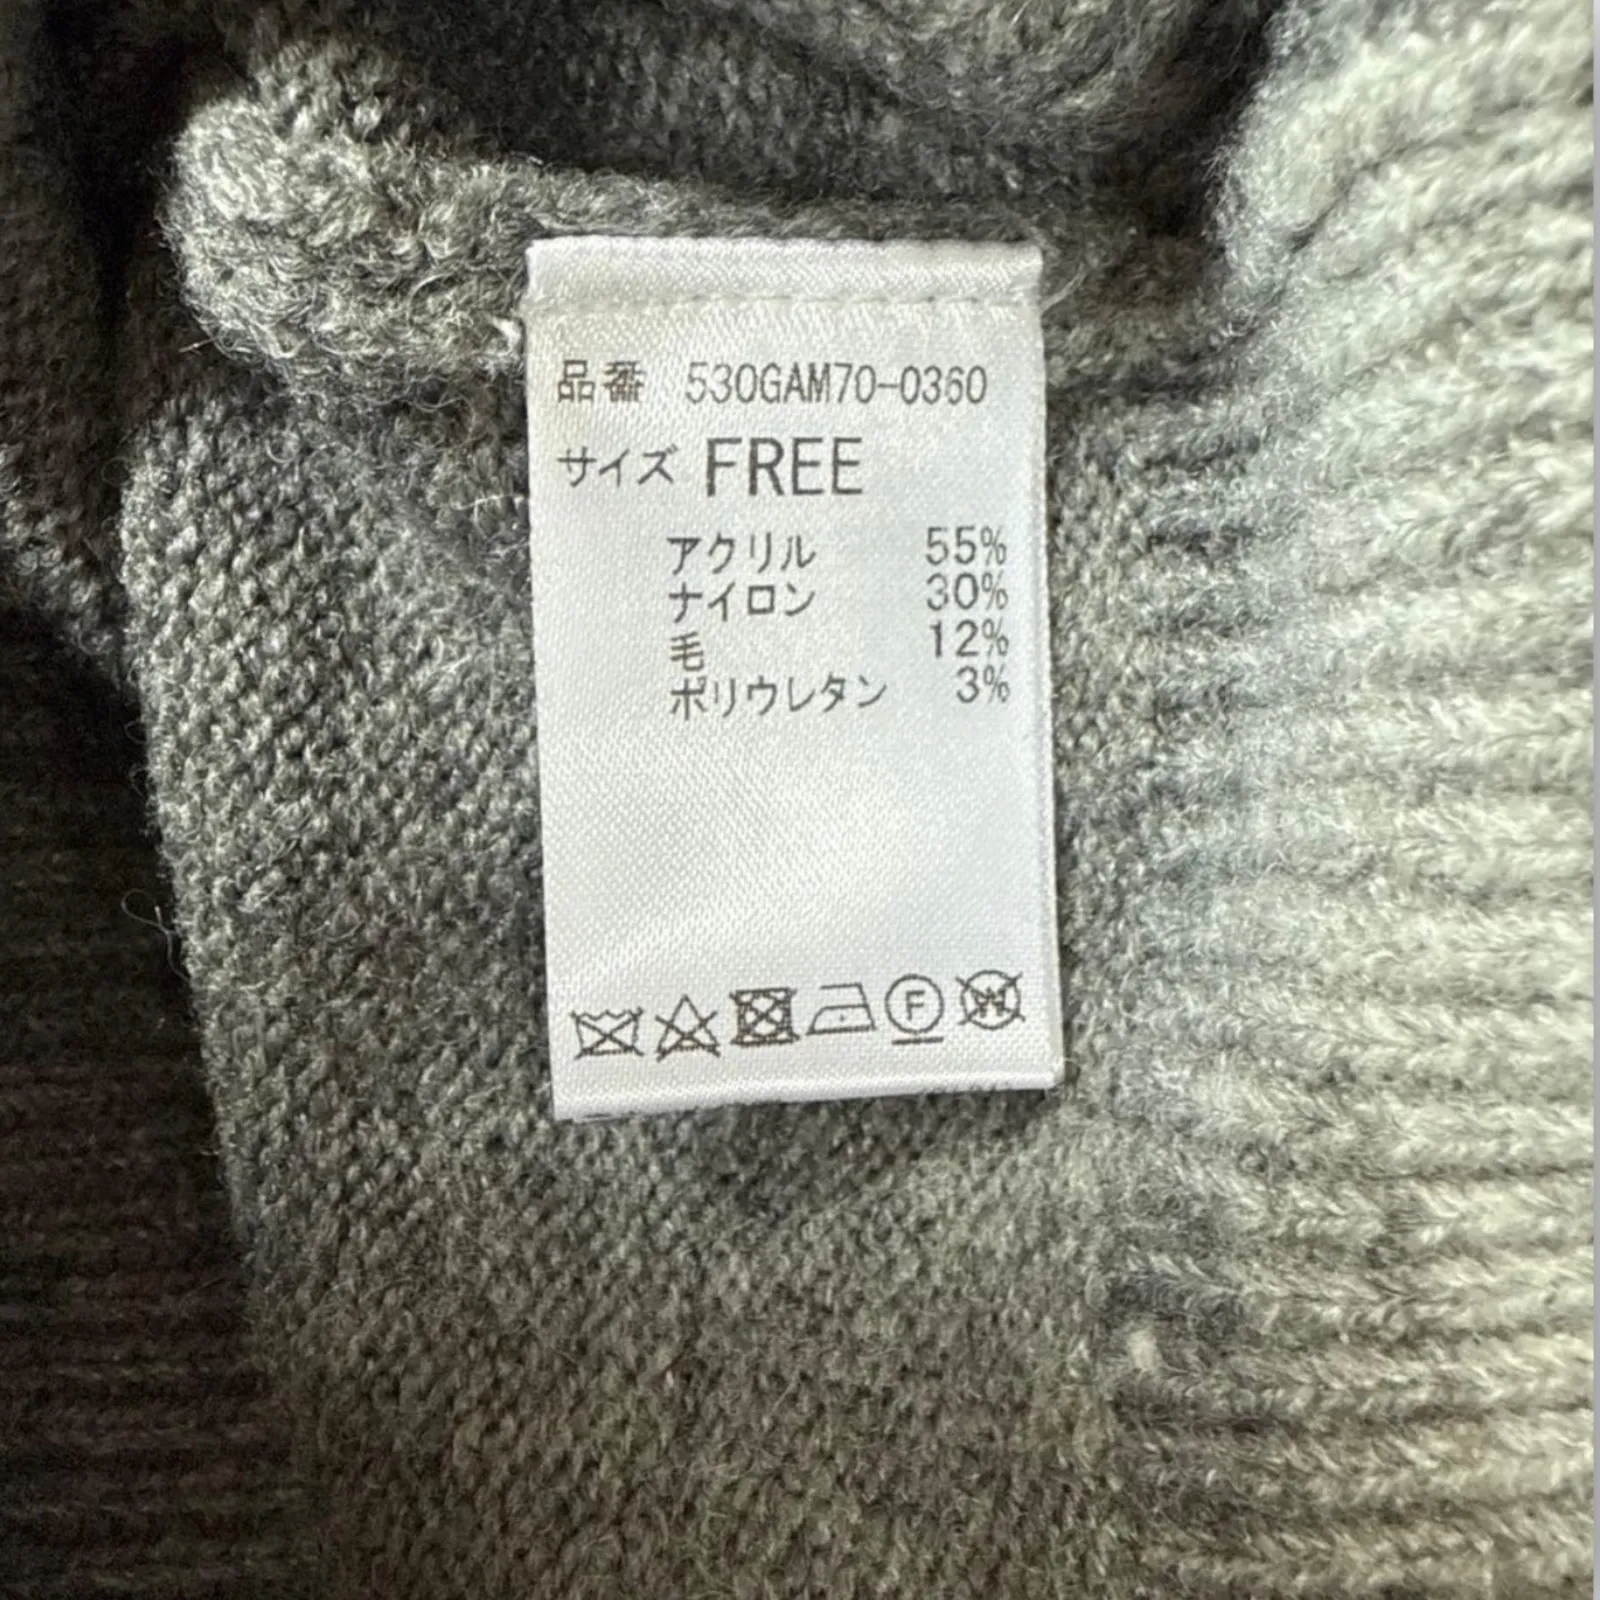 品番 530GAM70-0360
サイズ FREE
アクリル 55%
ナイロン 30%
毛 12%
ポリウレタン 3%
F W